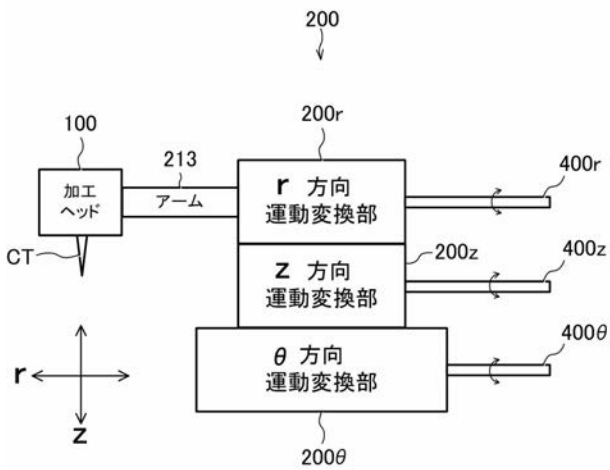 200
200r
100
213
400r
r 方向
運動変換部
加工
ヘッド
アーム
CT
200z
400z
z 方向
運動変換部
400θ
θ 方向
運動変換部
r
z
200θ